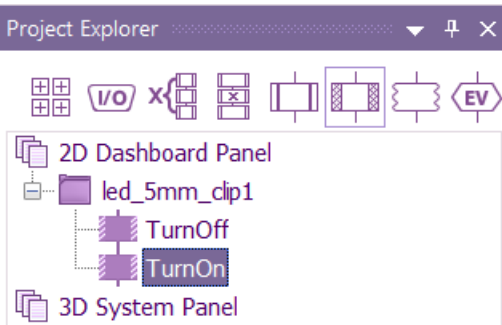 Project Explorer
I/O X EV
2D Dashboard Panel
led_5mm_clip1
TurnOff
TurnOn
3D System Panel